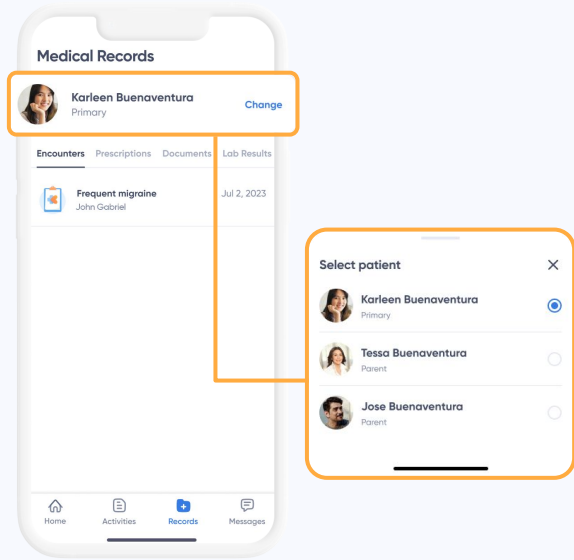 Medical Records
Karleen Buenaventura
Primary
Change
Encounters Prescriptions Documents Lab Results
Frequent migraine Jul 2, 2023
John Gabriel
Home Activities Records Messages
Select patient
Karleen Buenaventura
Primary
Tessa Buenaventura
Parent
Jose Buenaventura
Parent